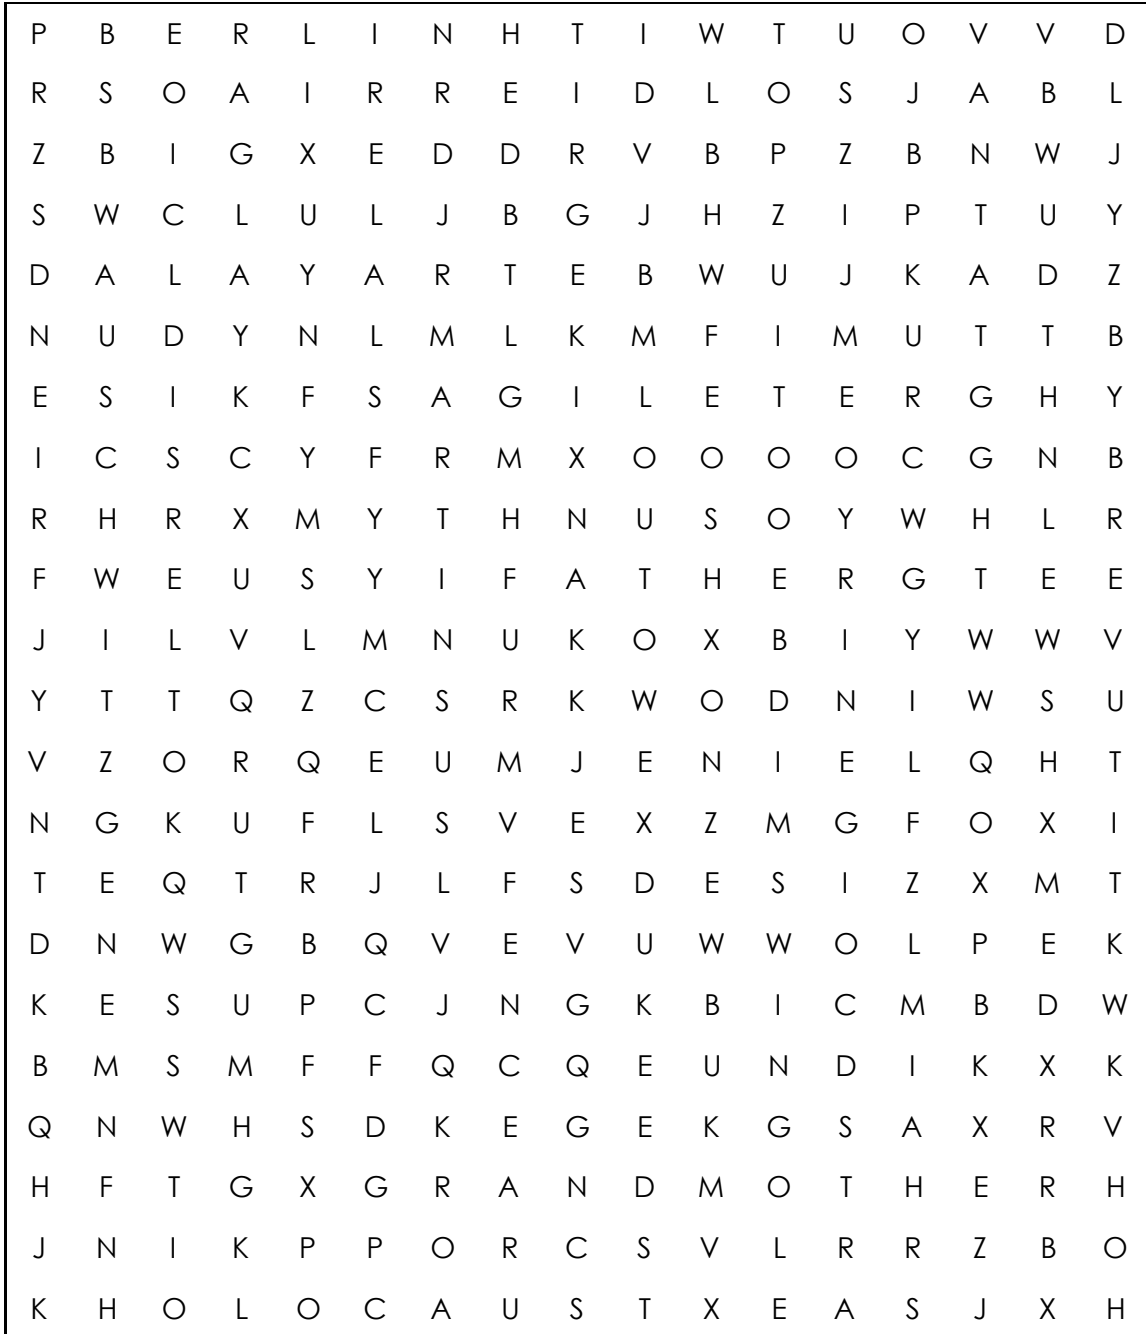 P B E R L I N H T I W T U O V V D
R S O A I R R E I D L O S J A B L
Z B I G X E D D R V B P Z B N W J
S W C L U L J B G J H Z I P T U Y
D A L A Y A R T E B W U J K A D Z
N U D Y N L M L K M F I M U T T B
E S I K F S A G I L E T E R G H Y
I C S C Y F R M X O O O O C G N B
R H R X M Y T H N U S O Y W H L R
F W E U S Y I F A T H E R G T E E
J I L V L M N U K O X B I Y W W V
Y T T Q Z C S R K W O D N I W S U
V Z O R Q E U M J E N I E L Q H T
N G K U F L S V E X Z M G F O X I
T E Q T R J L F S D E S I Z X M T
D N W G B Q V E V U W W O L P E K
K E S U P C J N G K B I C M B D W
B M S M F F Q C Q E U N D I K X K
Q N W H S D K E G E K G S A X R V
H F T G X G R A N D M O T H E R H
J N I K P P O R C S V L R R Z B O
K H O L O C A U S T X E A S J X H